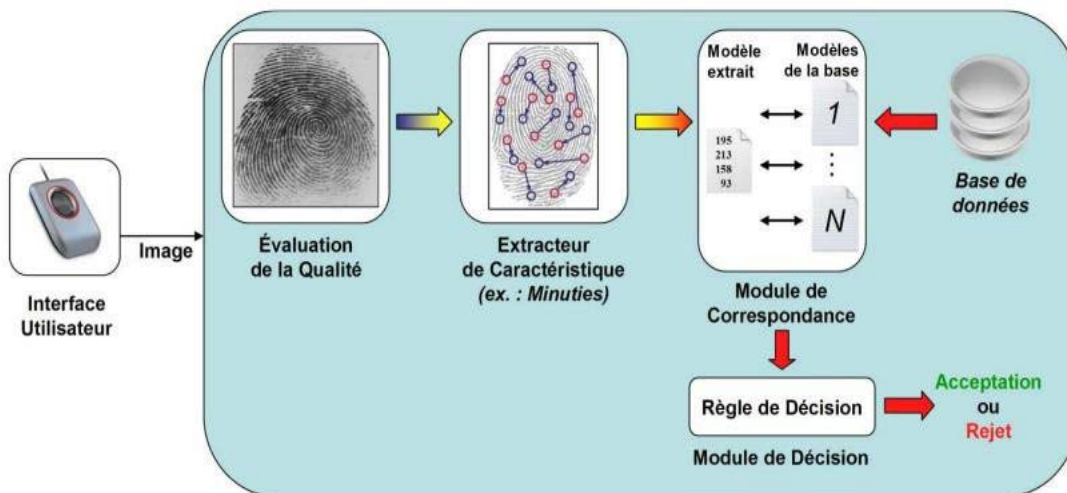 Interface
Utilisateur
Image
Évaluation
de la Qualité
Extracteur
de Caractéristique
(ex. : Minuties)
Modèle
extrait
Modèles
de la base
195
213
158
93
1
⋮
N
Module de
Correspondance
Base de
données
Règle de Décision
Module de Décision
Acceptation
ou
Rejet